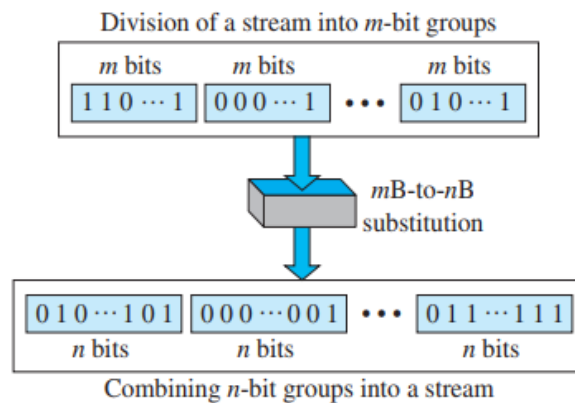 Division of a stream into m-bit groups
m bits m bits m bits
1 1 0 ··· 1 0 0 0 ··· 1 ••• 0 1 0 ··· 1
mB-to-nB
substitution
0 1 0 ··· 1 0 1 0 0 0 ··· 0 0 1 ••• 0 1 1 ··· 1 1 1
n bits n bits n bits
Combining n-bit groups into a stream